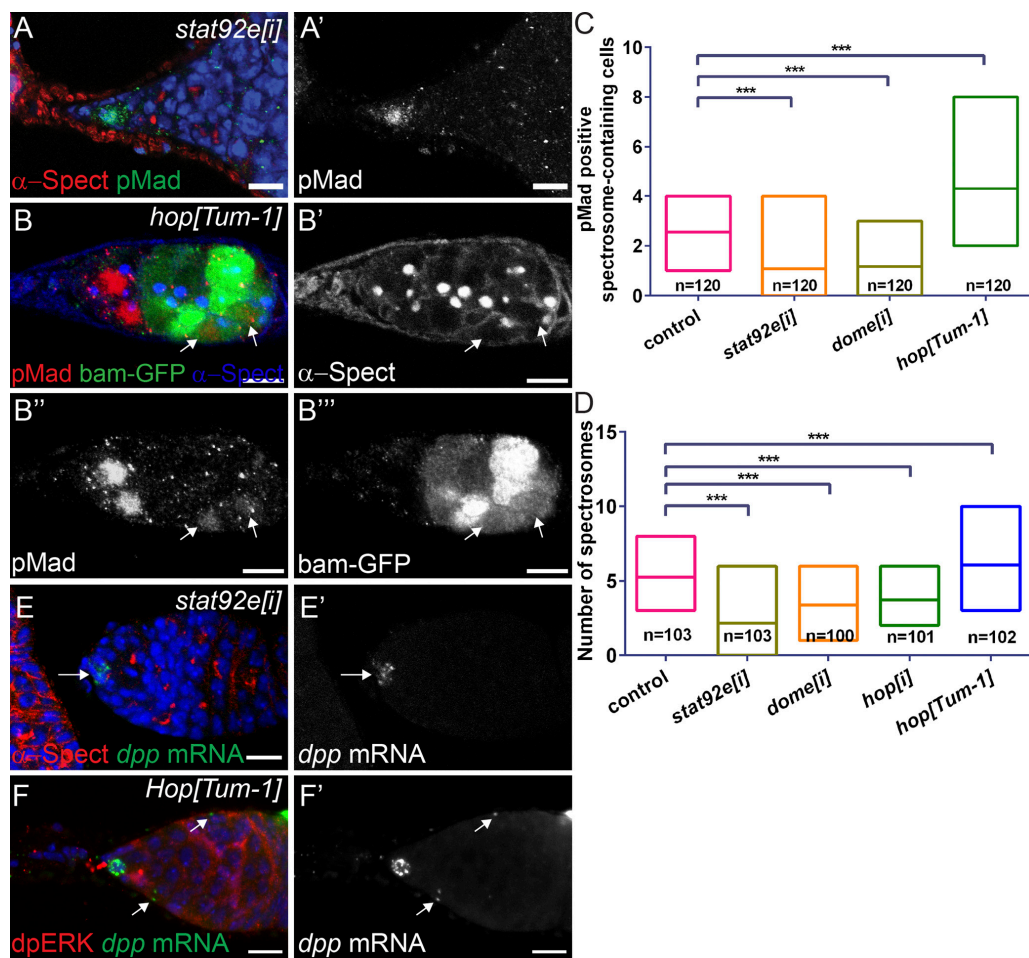 A
stat92e[i]
α–Spect pMad
A'
pMad
B
hop[Tum-1]
pMad bam-GFP α–Spect
B'
α–Spect
B''
pMad
B'''
bam-GFP
E
stat92e[i]
α–Spect dpp mRNA
E'
dpp mRNA
F
Hop[Tum-1]
dpERK dpp mRNA
F'
dpp mRNA
C
pMad positive
spectrosome-containing cells
10
8
6
4
2
0
***
***
***
n=120
n=120
n=120
n=120
control
stat92e[i]
dome[i]
hop[Tum-1]
D
Number of spectrosomes
15
10
5
0
***
***
***
***
n=103
n=103
n=100
n=101
n=102
control
stat92e[i]
dome[i]
hop[i]
hop[Tum-1]